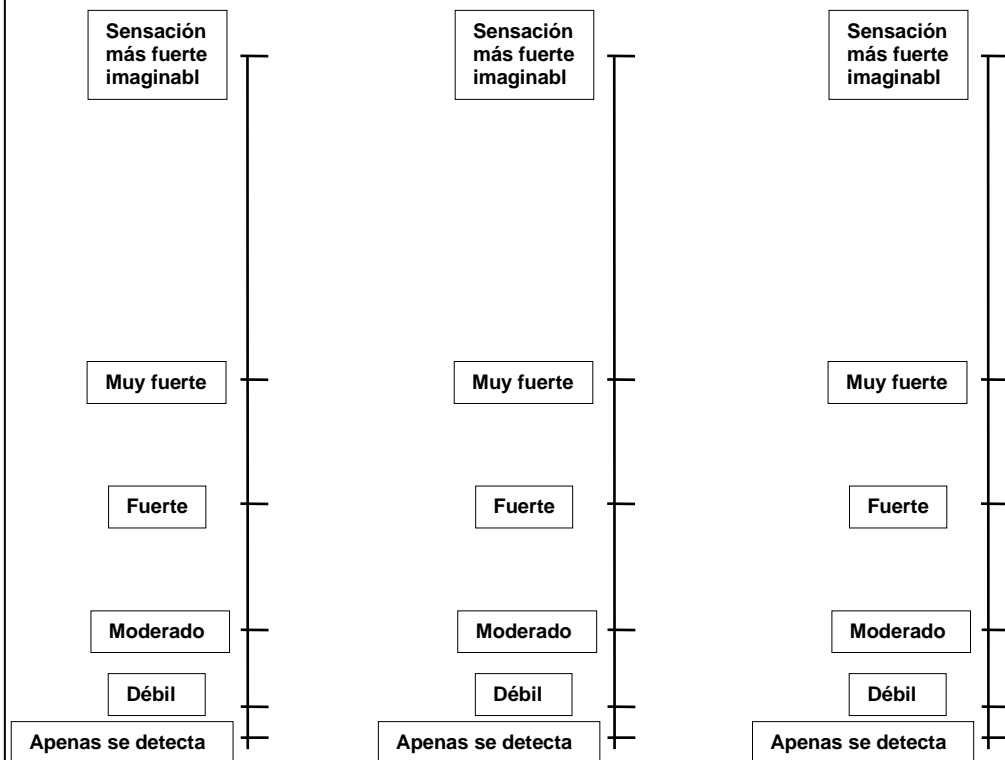 Sensación
más fuerte
imaginabl
Muy fuerte
Fuerte
Moderado
Débil
Apenas se detecta
Sensación
más fuerte
imaginabl
Muy fuerte
Fuerte
Moderado
Débil
Apenas se detecta
Sensación
más fuerte
imaginabl
Muy fuerte
Fuerte
Moderado
Débil
Apenas se detecta